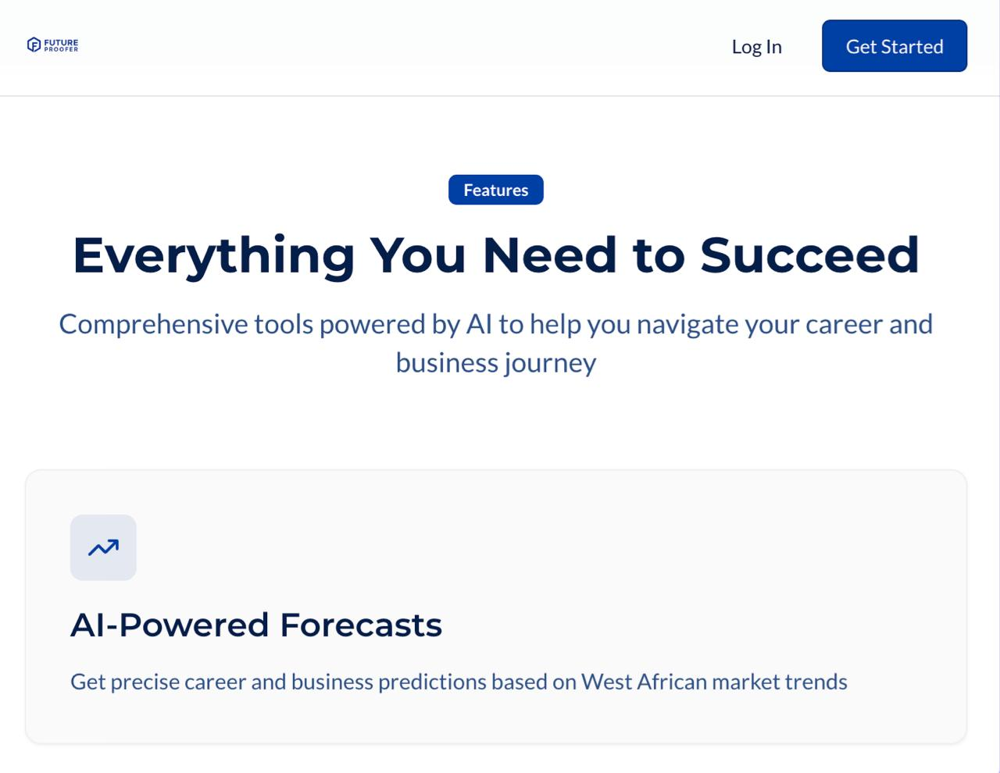 FUTURE
PROOFER
Log In
Get Started
Features
Everything You Need to Succeed
Comprehensive tools powered by AI to help you navigate your career and
business journey
AI-Powered Forecasts
Get precise career and business predictions based on West African market trends